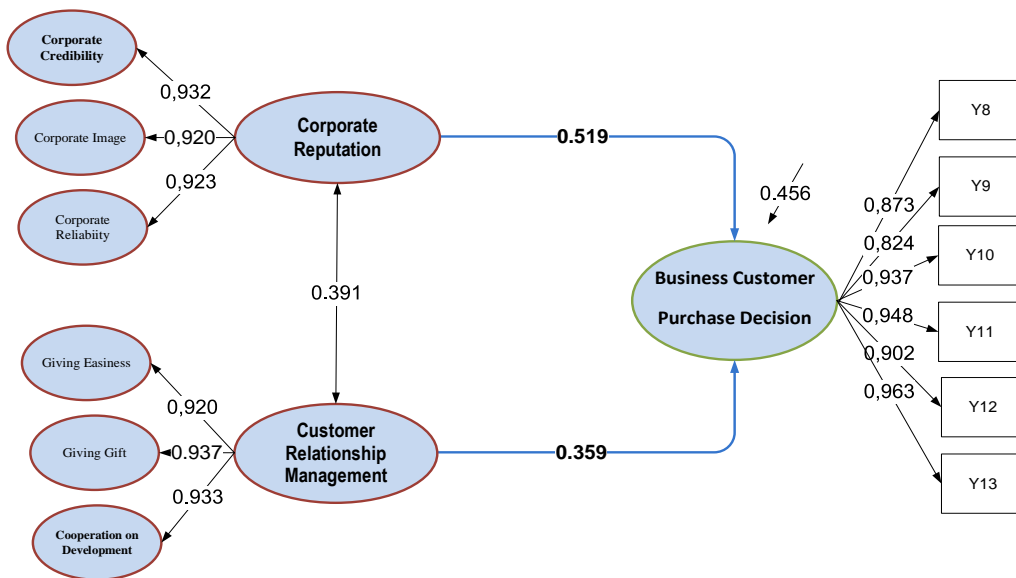 Corporate
Credibility
0,932
Corporate Image
0,920
0,923
Corporate
Reliabiity
Corporate
Reputation
0.519
0.456
0.391
Business Customer
Purchase Decision
Giving Easiness
0,920
Giving Gift
0.937
0.933
Cooperation on
Development
Customer
Relationship
Management
0.359
0,873
0,824
0,937
0,948
0,902
0,963
Y8
Y9
Y10
Y11
Y12
Y13